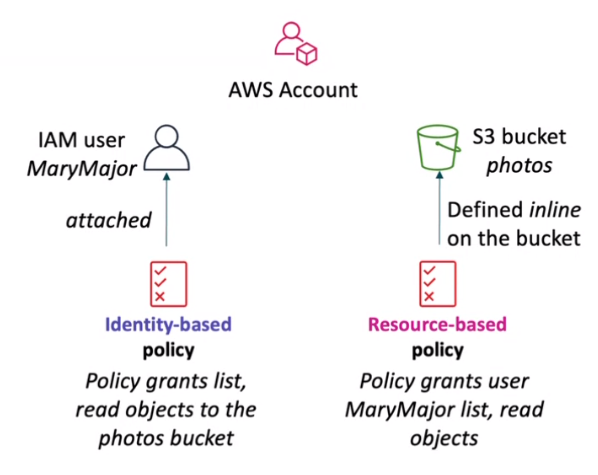 AWS Account
IAM user
MaryMajor
attached
Identity-based
policy
Policy grants list,
read objects to the
photos bucket
S3 bucket
photos
Defined inline
on the bucket
Resource-based
policy
Policy grants user
MaryMajor list, read
objects